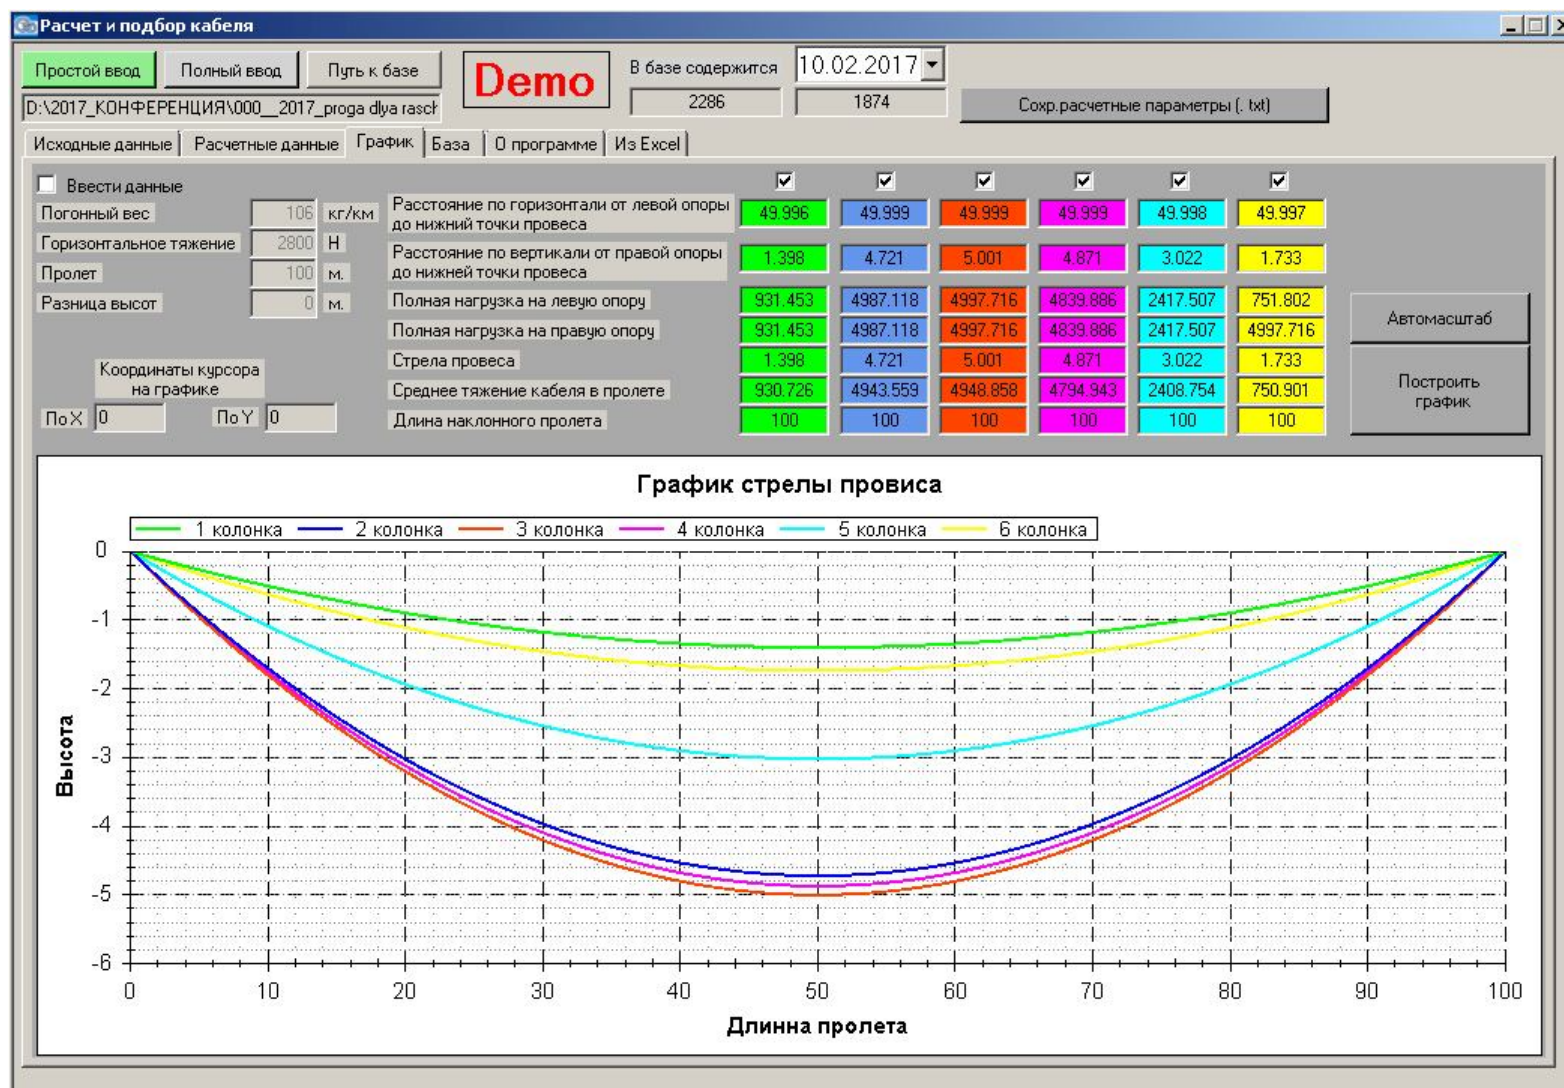 Расчет и подбор кабеля
Простой ввод Полный ввод Путь к базе Demo В базе содержится 10.02.2017
D:\2017_КОНФЕРЕНЦИЯ\000__2017_proga dlya rascl 2286 1874 Сохр.расчетные параметры (. txt)
Исходные данные Расчетные данные График База О программе Из Excel
Ввести данные
Погонный вес 106 кг/км
Горизонтальное тяжение 2800 Н
Пролет 100 м.
Разница высот 0 м.
Координаты курсора
на графике
По X 0 По Y 0
Расстояние по горизонтали от левой опоры
до нижний точки провеса 49.996 49.999 49.999 49.999 49.998 49.997
Расстояние по вертикали от правой опоры
до нижней точки провеса 1.398 4.721 5.001 4.871 3.022 1.733
Полная нагрузка на левую опору 931.453 4987.118 4997.716 4839.886 2417.507 751.802
Полная нагрузка на правую опору 931.453 4987.118 4997.716 4839.886 2417.507 4997.716
Стрела провеса 1.398 4.721 5.001 4.871 3.022 1.733
Среднее тяжение кабеля в пролете 930.726 4943.559 4948.858 4794.943 2408.754 750.901
Длина наклонного пролета 100 100 100 100 100 100
Автомасштаб
Построить
график
График стрелы провиса
1 колонка 2 колонка 3 колонка 4 колонка 5 колонка 6 колонка
0
-1
-2
-3
-4
-5
-6
Высота
0 10 20 30 40 50 60 70 80 90 100
Длинна пролета